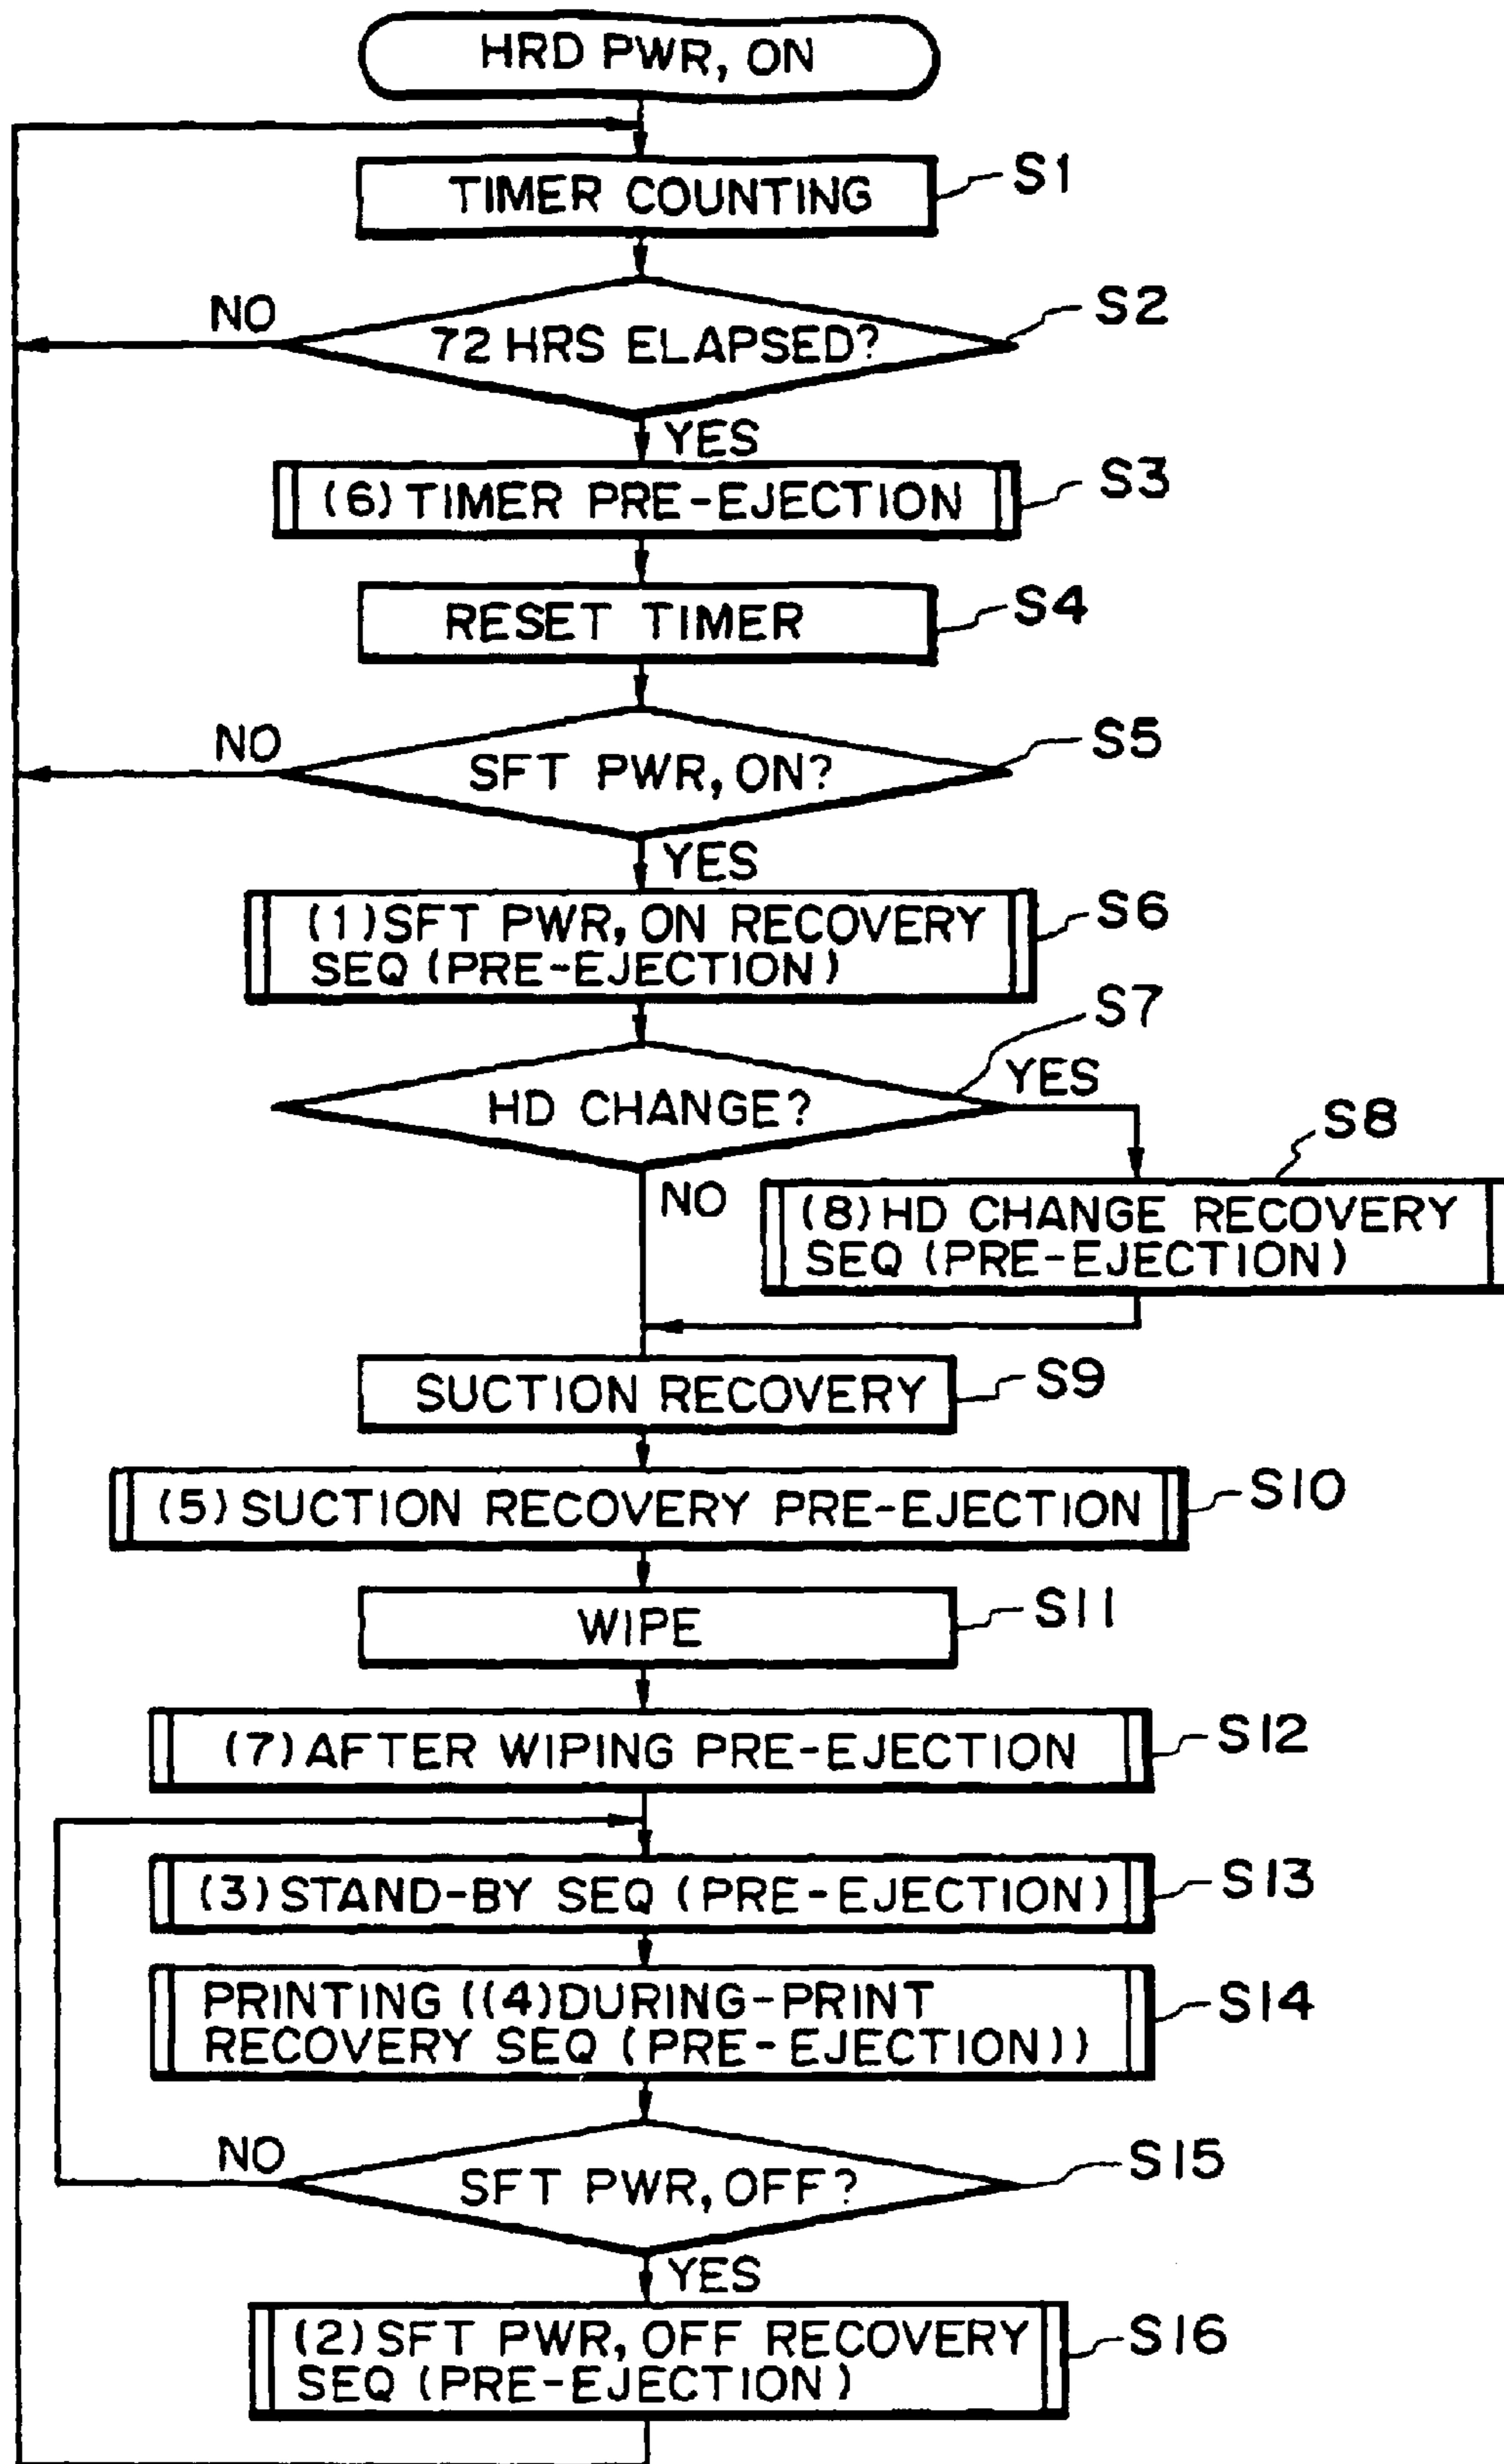 HRD PWR, ON
TIMER COUNTING
S1
72 HRS ELAPSED?
S2
NO
YES
(6) TIMER PRE-EJECTION
S3
RESET TIMER
S4
SFT PWR, ON?
S5
NO
YES
(1) SFT PWR, ON RECOVERY
SEQ (PRE-EJECTION)
S6
HD CHANGE?
S7
YES
NO
(8) HD CHANGE RECOVERY
SEQ (PRE-EJECTION)
S8
SUCTION RECOVERY
S9
(5) SUCTION RECOVERY PRE-EJECTION
S10
WIPE
S11
(7) AFTER WIPING PRE-EJECTION
S12
(3) STAND-BY SEQ (PRE-EJECTION)
S13
PRINTING ((4) DURING-PRINT
RECOVERY SEQ (PRE-EJECTION))
S14
SFT PWR, OFF?
S15
NO
YES
(2) SFT PWR, OFF RECOVERY
SEQ (PRE-EJECTION)
S16